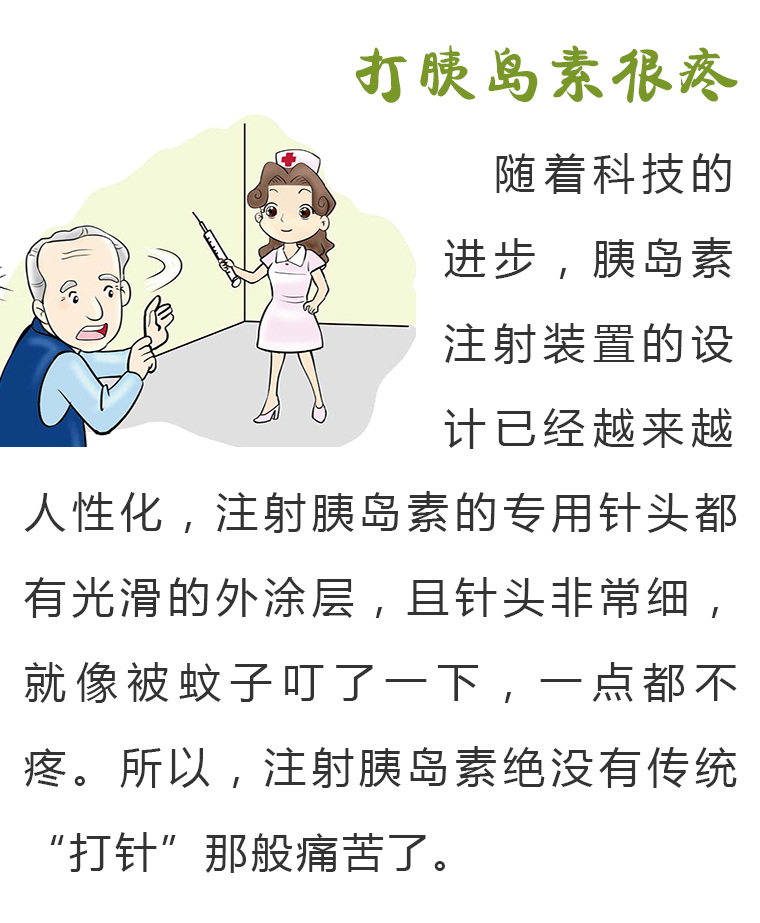 打胰岛素很疼
随着科技的
进步，胰岛素
注射装置的设
计已经越来越
人性化，注射胰岛素的专用针头都
有光滑的外涂层，且针头非常细，
就像被蚊子叮了一下，一点都不
疼。所以，注射胰岛素绝没有传统
“打针”那般痛苦了。